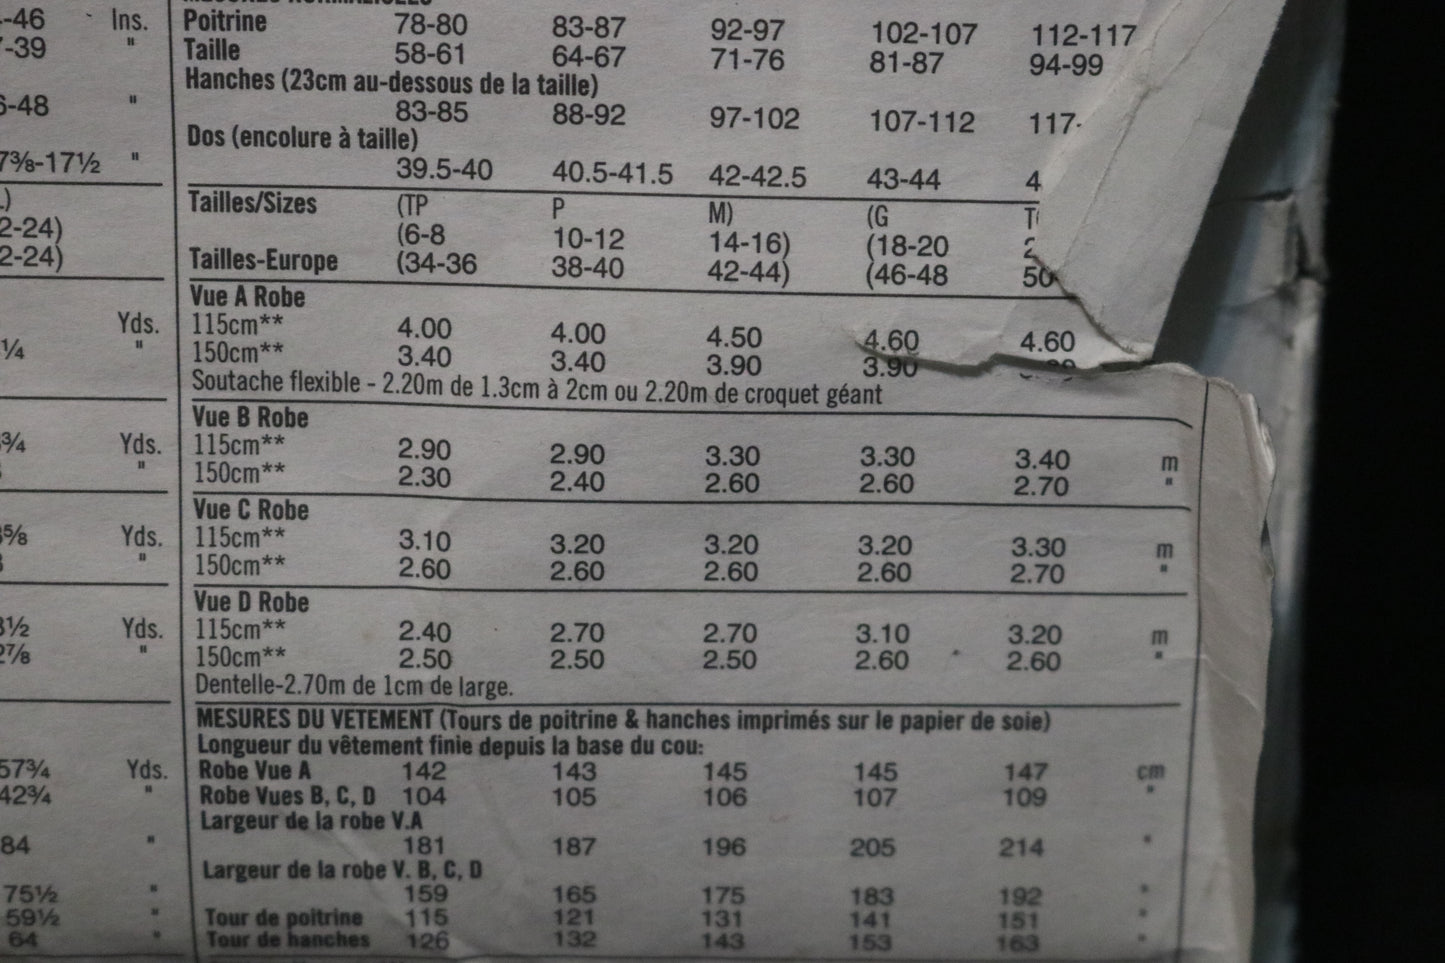 -46 Ins.
-39 "
-48 "
7⅜-17½ "
2-24)
2-24)
Yds.
¼ "
¾ Yds.
"
⅝ Yds.
"
½ Yds.
2⅞ "
57¾ Yds.
42¾ "
84 "
75½ "
59½ "
64 "
Poitrine 78-80 83-87 92-97 102-107 112-117
Taille 58-61 64-67 71-76 81-87 94-99
Hanches (23cm au-dessous de la taille)
83-85 88-92 97-102 107-112 117-
Dos (encolure à taille)
39.5-40 40.5-41.5 42-42.5 43-44 4
Tailles/Sizes (TP P M) (G T
(6-8 10-12 14-16) (18-20 2
Tailles-Europe (34-36 38-40 42-44) (46-48 50
Vue A Robe
115cm** 4.00 4.00 4.50 4.60 4.60
150cm** 3.40 3.40 3.90 3.90
Soutache flexible - 2.20m de 1.3cm à 2cm ou 2.20m de croquet géant
Vue B Robe
115cm** 2.90 2.90 3.30 3.30 3.40 m
150cm** 2.30 2.40 2.60 2.60 2.70 "
Vue C Robe
115cm** 3.10 3.20 3.20 3.20 3.30 m
150cm** 2.60 2.60 2.60 2.60 2.70 "
Vue D Robe
115cm** 2.40 2.70 2.70 3.10 3.20 m
150cm** 2.50 2.50 2.50 2.60 2.60 "
Dentelle-2.70m de 1cm de large.
MESURES DU VETEMENT (Tours de poitrine & hanches imprimés sur le papier de soie)
Longueur du vêtement finie depuis la base du cou:
Robe Vue A 142 143 145 145 147 cm
Robe Vues B, C, D 104 105 106 107 109 "
Largeur de la robe V.A
181 187 196 205 214 "
Largeur de la robe V. B, C, D
159 165 175 183 192 "
Tour de poitrine 115 121 131 141 151 "
Tour de hanches 126 132 143 153 163 "